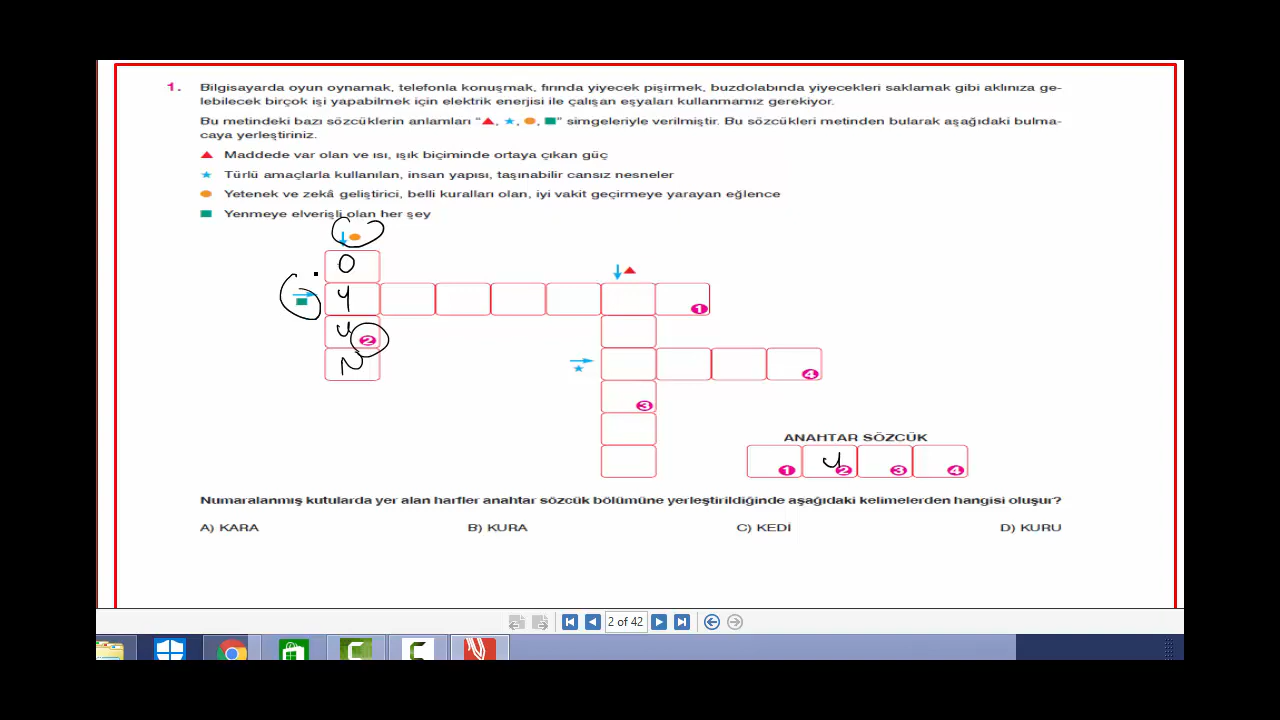 1. Bilgisayarda oyun oynamak, telefonla konuşmak, fırında yiyecek pişirmek, buzdolabında yiyecekleri saklamak gibi aklınıza ge-
lebilecek birçok işi yapabilmek için elektrik enerjisi ile çalışan eşyaları kullanmamız gerekiyor.
Bu metindeki bazı sözcüklerin anlamları "▲, ★, ●, ■" simgeleriyle verilmiştir. Bu sözcükleri metinden bularak aşağıdaki bulma-
caya yerleştiriniz.
▲ Maddede var olan ve ısı, ışık biçiminde ortaya çıkan güç
★ Türlü amaçlarla kullanılan, insan yapısı, taşınabilir cansız nesneler
● Yetenek ve zekâ geliştirici, belli kuralları olan, iyi vakit geçirmeye yarayan eğlence
■ Yenmeye elverişli olan her şey
O
Y
1
U 2
N
4
3
ANAHTAR SÖZCÜK
1 U 2 3 4
Numaralanmış kutularda yer alan harfler anahtar sözcük bölümüne yerleştirildiğinde aşağıdaki kelimelerden hangisi oluşur?
A) KARA B) KURA C) KEDİ D) KURU
2 of 42